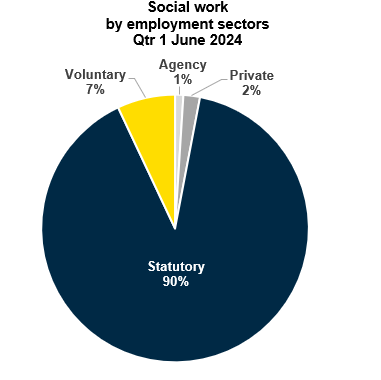 Social work
by employment sectors
Qtr 1 June 2024
Agency
1%
Private
2%
Voluntary
7%
Statutory
90%